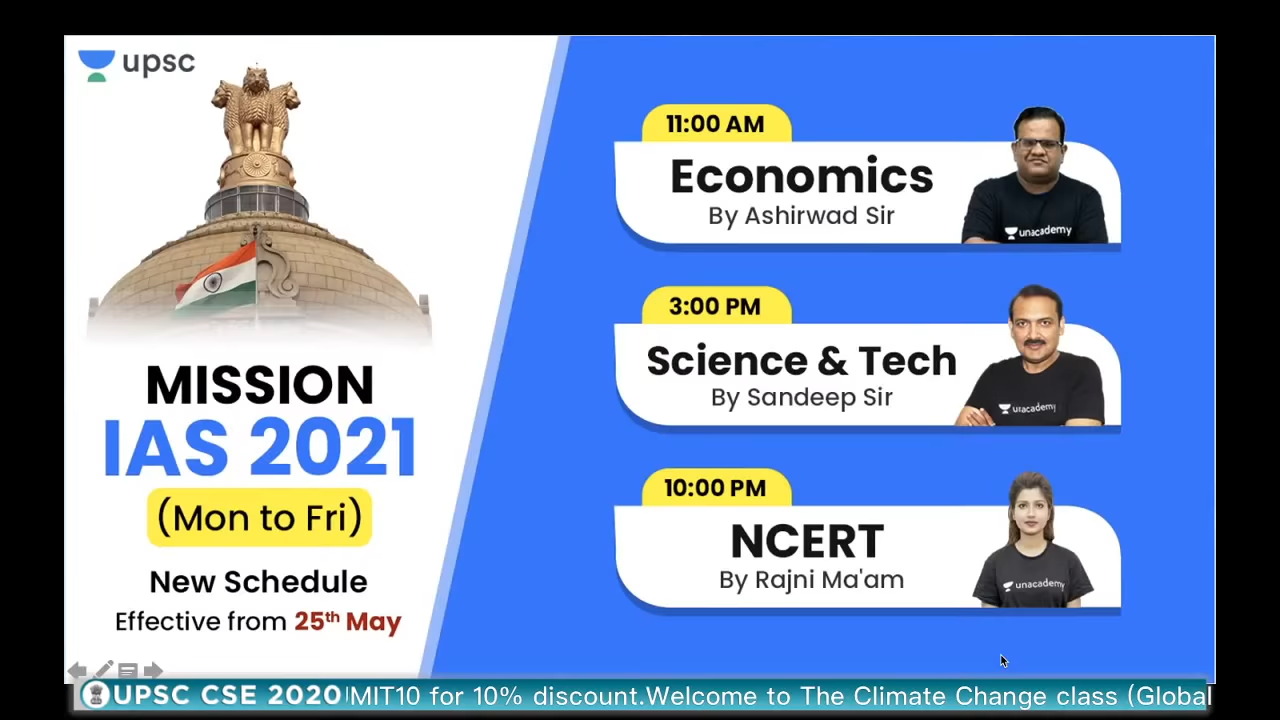 upsc
MISSION
IAS 2021
(Mon to Fri)
New Schedule
Effective from 25th May
11:00 AM
Economics
By Ashirwad Sir
unacademy
3:00 PM
Science & Tech
By Sandeep Sir
unacademy
10:00 PM
NCERT
By Rajni Ma'am
unacademy
UPSC CSE 2020 MIT10 for 10% discount.Welcome to The Climate Change class (Global